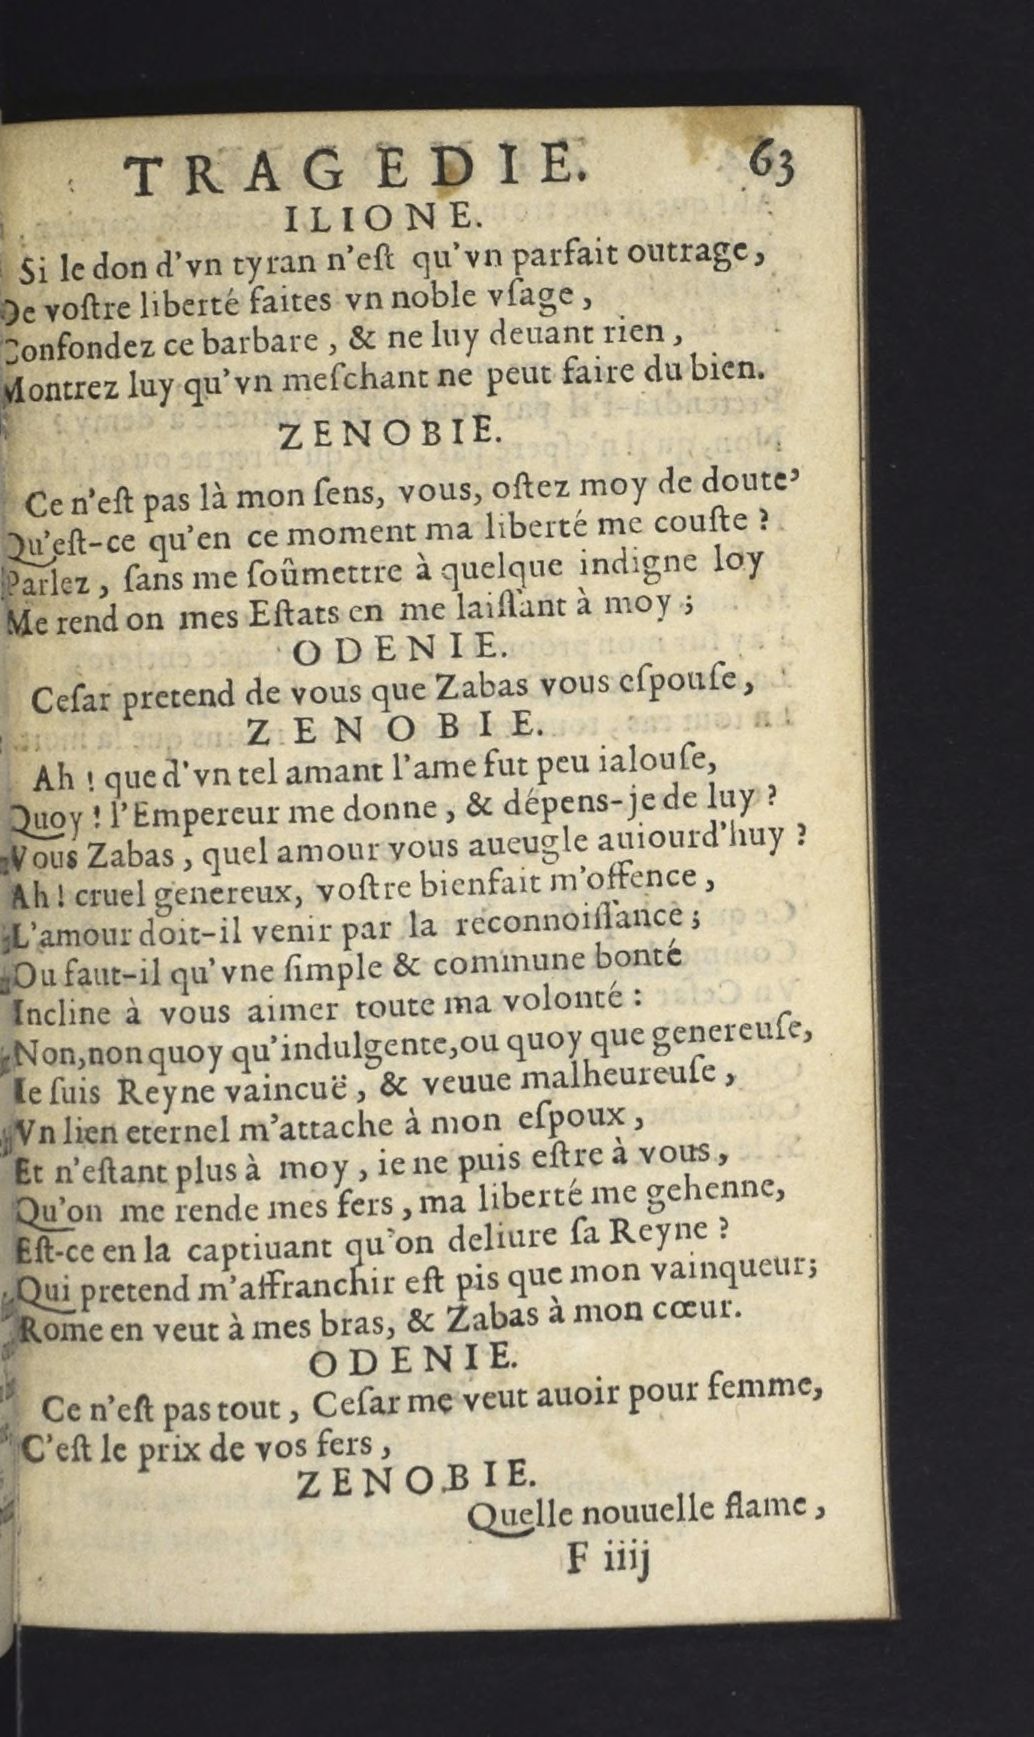 TRAGEDIE. 63
ILIONE.
Si le don d'vn tyran n'eſt qu'vn parfait outrage,
De voſtre liberté faites vn noble vſage,
Confondez ce barbare, & ne luy deuant rien,
Montrez luy qu'vn meſchant ne peut faire du bien.
ZENOBIE.
Ce n'eſt pas là mon ſens, vous, oſtez moy de doute,
Qu'eſt-ce qu'en ce moment ma liberté me couſte ?
Parlez, ſans me ſoûmettre à quelque indigne loy
Me rend on mes Eſtats en me laiſſant à moy ;
ODENIE.
Ceſar pretend de vous que Zabas vous eſpouſe,
ZENOBIE.
Ah ! que d'vn tel amant l'ame fut peu ialouſe,
Quoy ! l'Empereur me donne, & dépens-je de luy ?
Vous Zabas, quel amour vous aueugle auiourd'huy ?
Ah ! cruel genereux, voſtre bienfait m'offence,
L'amour doit-il venir par la reconnoiſſance ;
Ou faut-il qu'vne ſimple & commune bonté
Incline à vous aimer toute ma volonté :
Non, non quoy qu'indulgente, ou quoy que genereuſe,
Ie ſuis Reyne vaincuë, & veuue malheureuſe,
Vn lien eternel m'attache à mon eſpoux,
Et n'eſtant plus à moy, ie ne puis eſtre à vous,
Qu'on me rende mes fers, ma liberté me gehenne,
Eſt-ce en la captiuant qu'on deliure ſa Reyne ?
Qui pretend m'affranchir eſt pis que mon vainqueur;
Rome en veut à mes bras, & Zabas à mon cœur.
ODENIE.
Ce n'eſt pas tout, Ceſar me veut auoir pour femme,
C'eſt le prix de vos fers,
ZENOBIE.
Quelle nouuelle flame,
F iiij